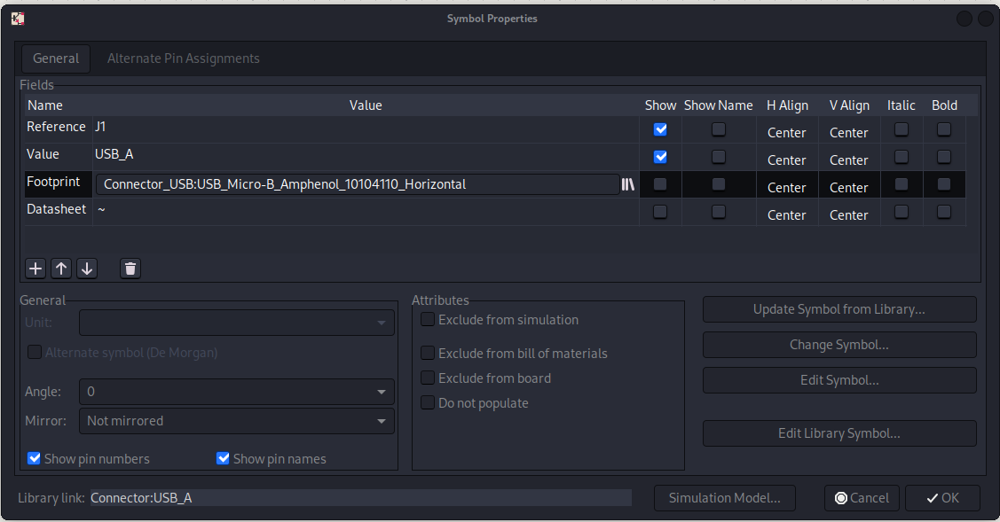 Symbol Properties
General Alternate Pin Assignments
Fields
Name Value Show Show Name H Align V Align Italic Bold
Reference J1 Center Center
Value USB_A Center Center
Footprint Connector_USB:USB_Micro-B_Amphenol_10104110_Horizontal Center Center
Datasheet ~ Center Center
General Attributes
Unit: Exclude from simulation Update Symbol from Library...
Alternate symbol (De Morgan) Exclude from bill of materials Change Symbol...
Exclude from board Edit Symbol...
Angle: 0 Do not populate
Mirror: Not mirrored Edit Library Symbol...
Show pin numbers Show pin names
Library link: Connector:USB_A Simulation Model... Cancel OK